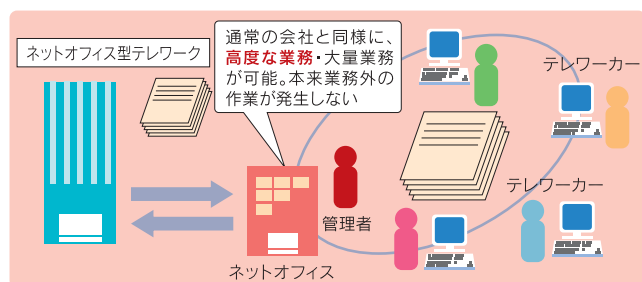 ネットオフィス型テレワーク
通常の会社と同様に、
高度な業務・大量業務
が可能。本来業務外の
作業が発生しない
テレワーカー
テレワーカー
管理者
ネットオフィス